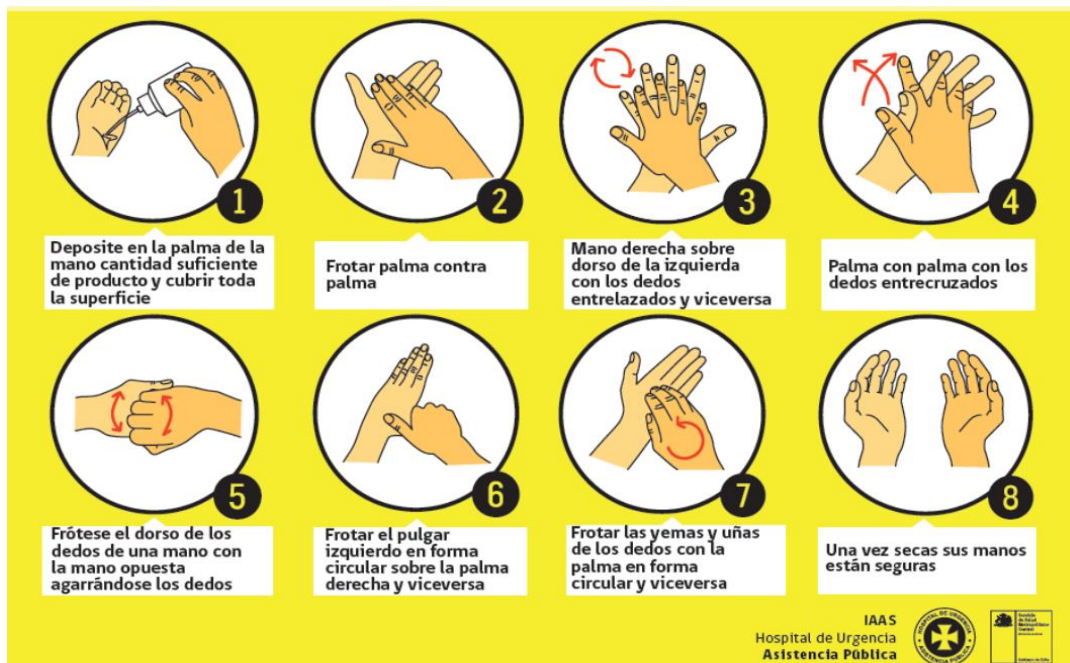 1
Deposite en la palma de la
mano cantidad suficiente
de producto y cubrir toda
la superficie
2
Frotar palma contra
palma
3
Mano derecha sobre
dorso de la izquierda
con los dedos
entrelazados y viceversa
4
Palma con palma con los
dedos entrecruzados
5
Frótese el dorso de los
dedos de una mano con
la mano opuesta
agarrándose los dedos
6
Frotar el pulgar
izquierdo en forma
circular sobre la palma
derecha y viceversa
7
Frotar las yemas y uñas
de los dedos con la
palma en forma
circular y viceversa
8
Una vez secas sus manos
están seguras
IAAS
Hospital de Urgencia
Asistencia Pública
HOSPITAL DE URGENCIA
ASISTENCIA PUBLICA